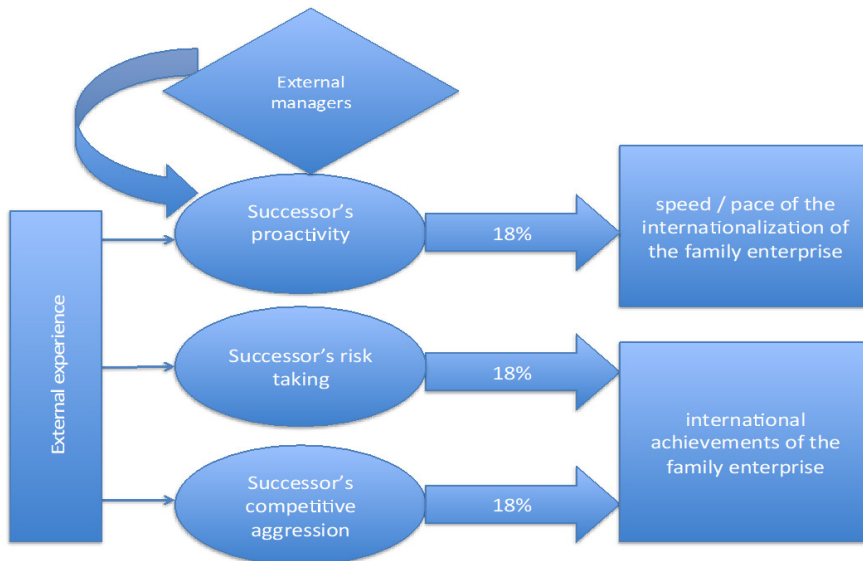 External
managers
Successor's
proactivity
18%
speed / pace of the
internationalization of
the family enterprise
External experience
Successor's risk
taking
18%
international
achievements of the
family enterprise
Successor's
competitive
aggression
18%